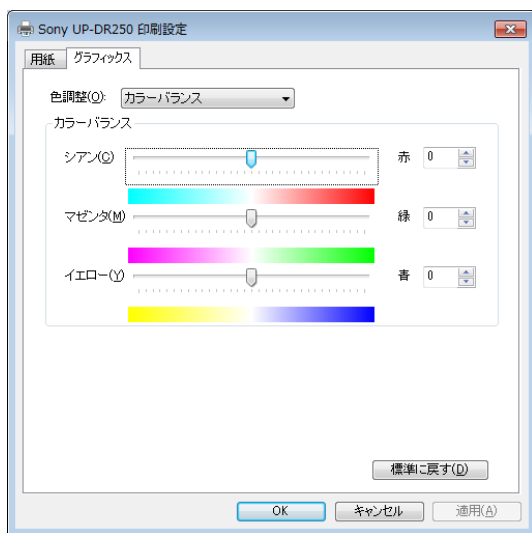 Sony UP-DR250 印刷設定
用紙 グラフィックス
色調整(O): カラーバランス
カラーバランス
シアン(C) 赤 0
マゼンタ(M) 緑 0
イエロー(Y) 青 0
標準に戻す(D)
OK キャンセル 適用(A)